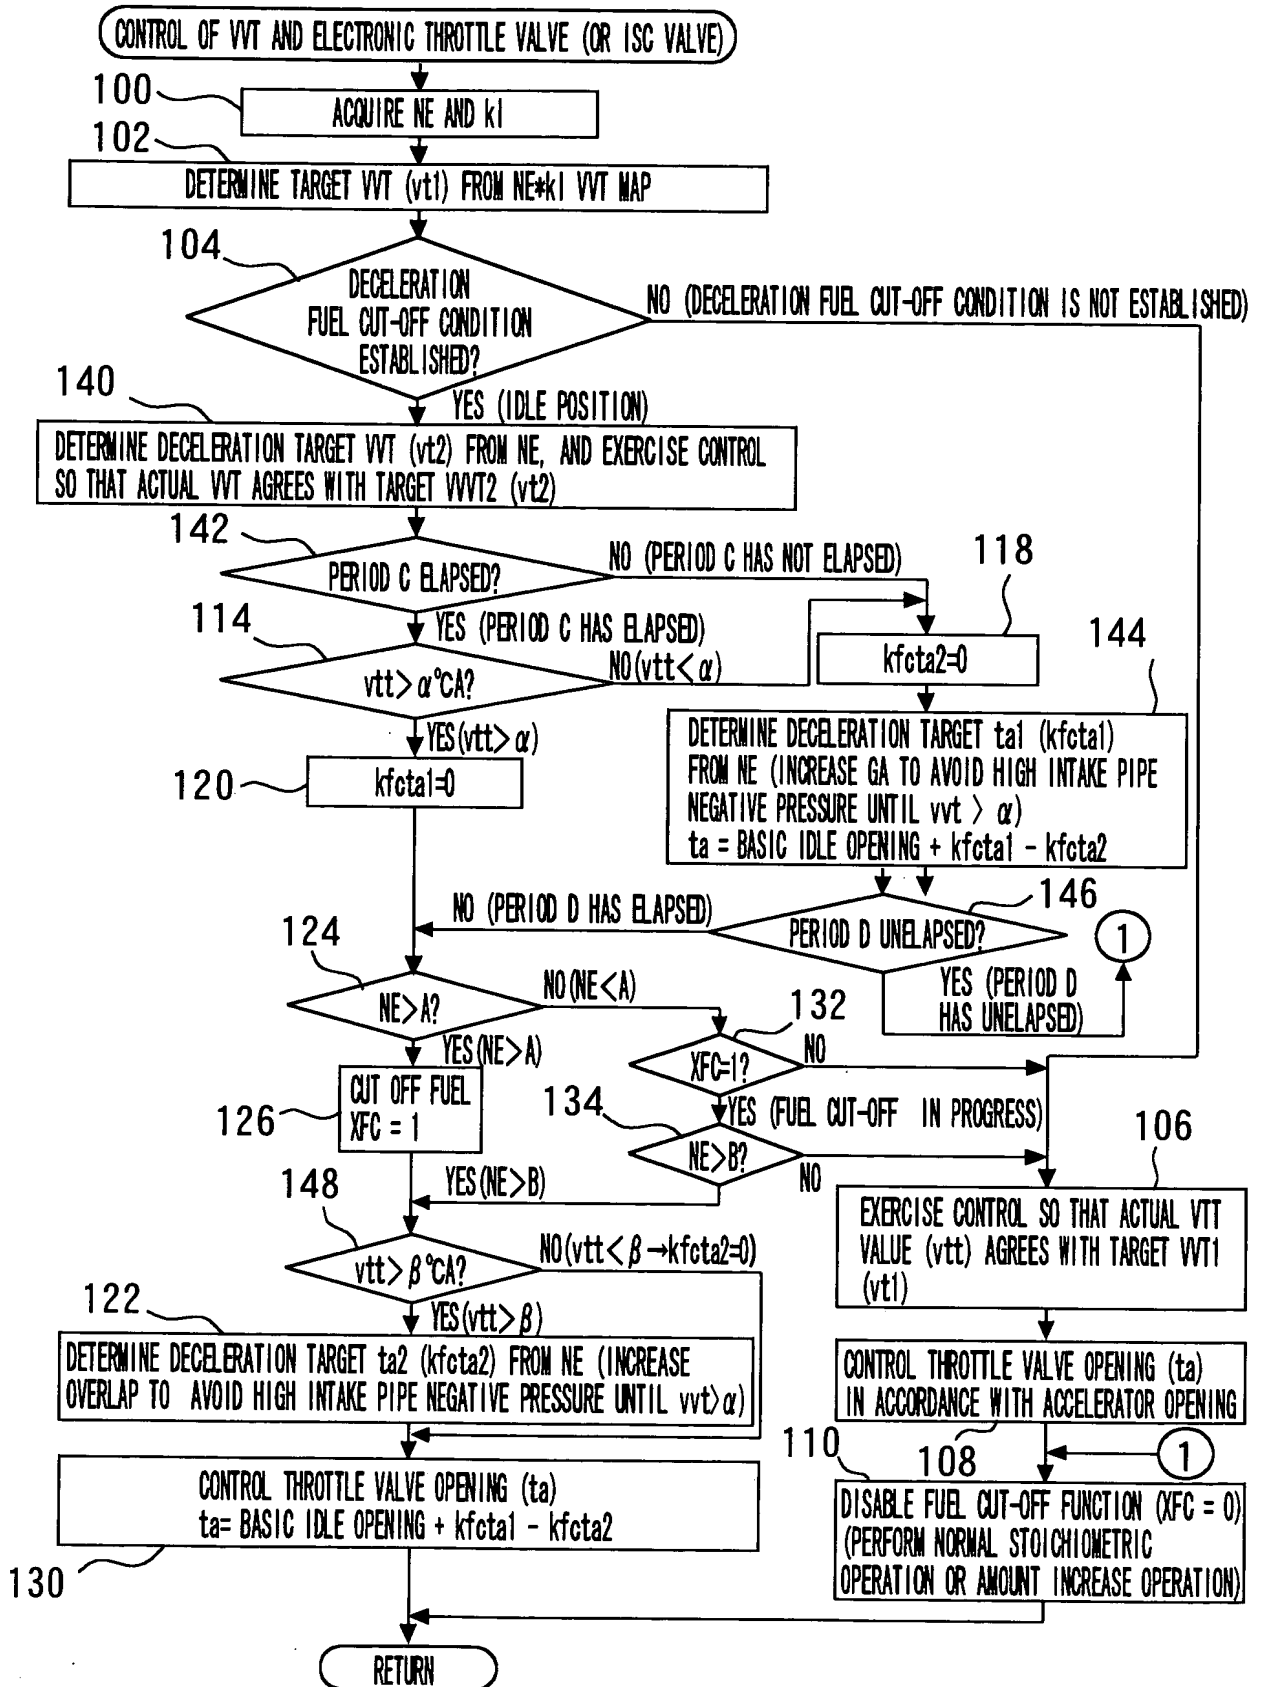 CONTROL OF VVT AND ELECTRONIC THROTTLE VALVE (OR ISC VALVE)
100
ACQUIRE NE AND kl
102
DETERMINE TARGET VVT (vt1) FROM NE*kl VVT MAP
104
DECELERATION
FUEL CUT-OFF CONDITION
ESTABLISHED?
NO (DECELERATION FUEL CUT-OFF CONDITION IS NOT ESTABLISHED)
YES (IDLE POSITION)
140
DETERMINE DECELERATION TARGET VVT (vt2) FROM NE, AND EXERCISE CONTROL
SO THAT ACTUAL VVT AGREES WITH TARGET VVVT2 (vt2)
142
PERIOD C ELAPSED?
NO (PERIOD C HAS NOT ELAPSED)
118
YES (PERIOD C HAS ELAPSED)
114
vtt>α°CA?
NO(vtt<α)
kfcta2=0
144
YES(vtt>α)
120
kfcta1=0
DETERMINE DECELERATION TARGET ta1 (kfcta1)
FROM NE (INCREASE GA TO AVOID HIGH INTAKE PIPE
NEGATIVE PRESSURE UNTIL vvt > α)
ta = BASIC IDLE OPENING + kfcta1 - kfcta2
146
NO (PERIOD D HAS ELAPSED)
PERIOD D UNELAPSED?
1
YES (PERIOD D
HAS UNELAPSED)
124
NE>A?
NO(NE<A)
132
XFC=1?
NO
YES(NE>A)
CUT OFF FUEL
XFC = 1
126
134
YES (FUEL CUT-OFF IN PROGRESS)
NE>B?
NO
106
YES(NE>B)
148
vtt>β°CA?
NO(vtt<β→kfcta2=0)
EXERCISE CONTROL SO THAT ACTUAL VTT
VALUE (vtt) AGREES WITH TARGET VVT1
(vt1)
YES(vtt>β)
122
DETERMINE DECELERATION TARGET ta2 (kfcta2) FROM NE (INCREASE
OVERLAP TO AVOID HIGH INTAKE PIPE NEGATIVE PRESSURE UNTIL vvt>α)
CONTROL THROTTLE VALVE OPENING (ta)
IN ACCORDANCE WITH ACCELERATOR OPENING
108
1
110
CONTROL THROTTLE VALVE OPENING (ta)
ta= BASIC IDLE OPENING + kfcta1 - kfcta2
130
DISABLE FUEL CUT-OFF FUNCTION (XFC = 0)
(PERFORM NORMAL STOICHIOMETRIC
OPERATION OR AMOUNT INCREASE OPERATION)
RETURN